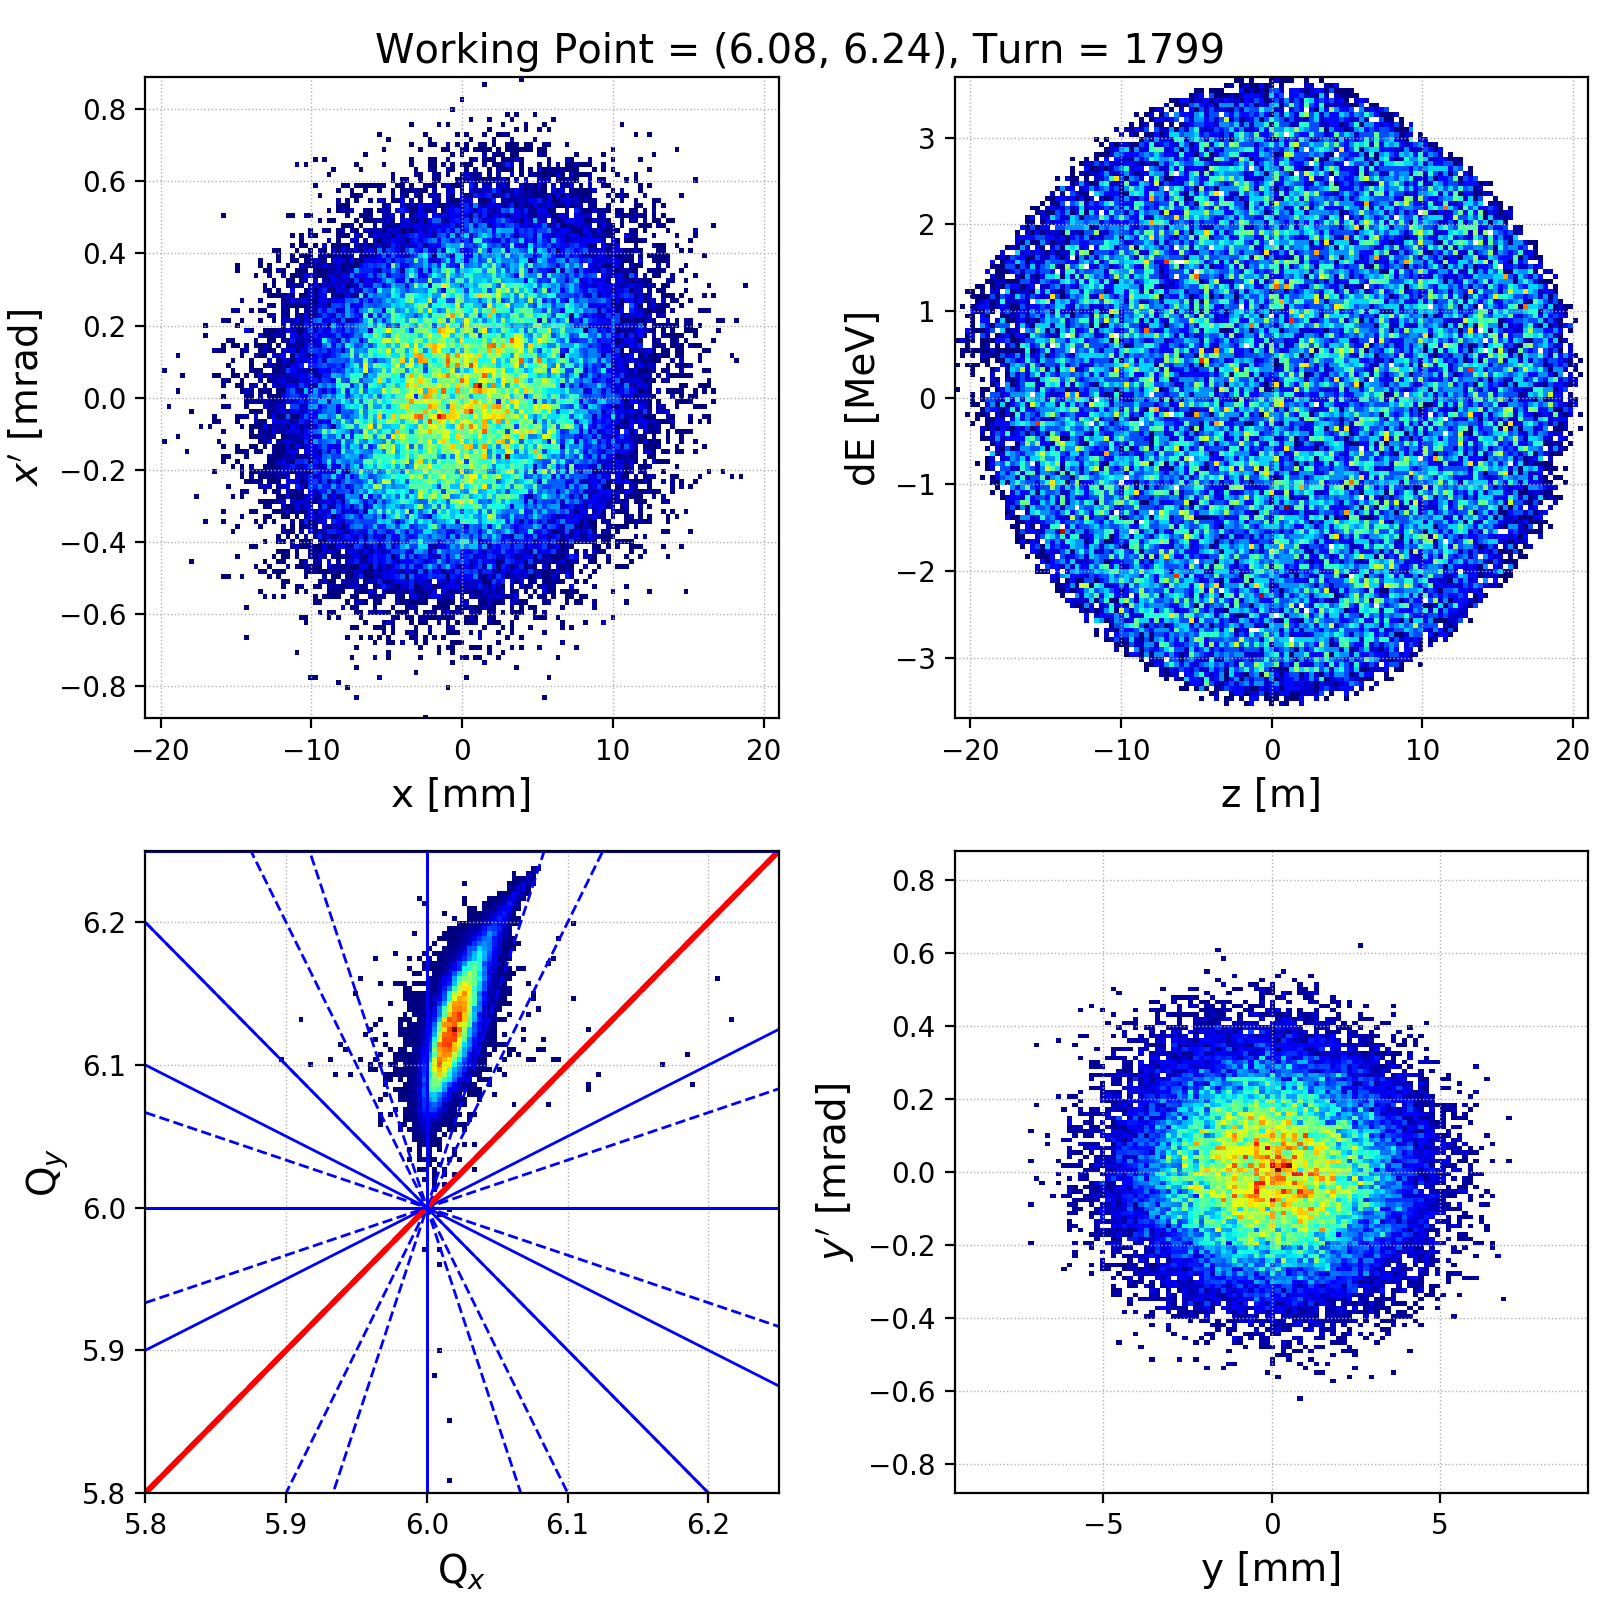 Working Point = (6.08, 6.24), Turn = 1799
0.8
0.6
0.4
0.2
0.0
−0.2
−0.4
−0.6
−0.8
x′ [mrad]
−20 −10 0 10 20
x [mm]
3
2
1
0
−1
−2
−3
dE [MeV]
−20 −10 0 10 20
z [m]
6.2
6.1
6.0
5.9
5.8
Qy
5.8 5.9 6.0 6.1 6.2
Qx
0.8
0.6
0.4
0.2
0.0
−0.2
−0.4
−0.6
−0.8
y′ [mrad]
−5 0 5
y [mm]